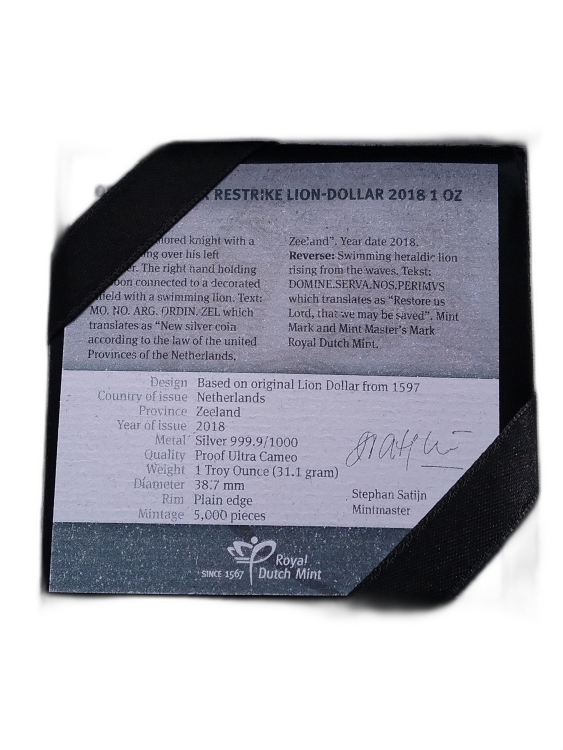 RESTRIKE LION-DOLLAR 2018 1 OZ
knight with a
over his left
The right hand holding
connected to a decorated
with a swimming lion. Text:
MO. NO. ARG. ORDIN. ZEL which
translates as "New silver coin
according to the law of the united
Provinces of the Netherlands,
Zeeland". Year date 2018.
Reverse: Swimming heraldic lion
rising from the waves. Tekst:
DOMINE.SERVA.NOS.PERIMVS
which translates as "Restore us
Lord, that we may be saved". Mint
Mark and Mint Master's Mark
Royal Dutch Mint.
Design Based on original Lion Dollar from 1597
Country of issue Netherlands
Province Zeeland
Year of issue 2018
Metal Silver 999.9/1000
Quality Proof Ultra Cameo
Weight 1 Troy Ounce (31.1 gram)
Diameter 38.7 mm
Rim Plain edge
Mintage 5,000 pieces
Stephan Satijn
Mintmaster
SINCE 1567
Royal
Dutch Mint